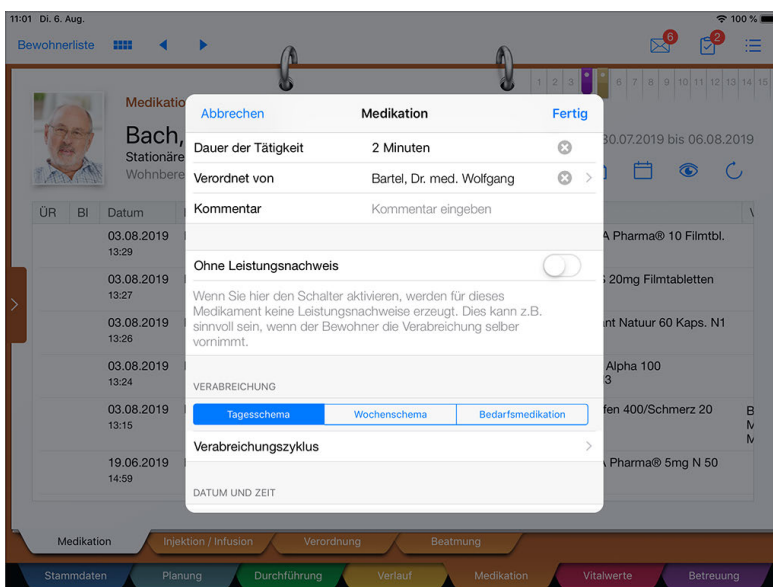 11:01 Di. 6. Aug.
100 %
Bewohnerliste
6
2
1 2 3 6 7 8 9 10 11 12 13 14 15
Medikatio
Bach,
30.07.2019 bis 06.08.2019
Stationäre
Wohnbere
Abbrechen Medikation Fertig
Dauer der Tätigkeit 2 Minuten
Verordnet von Bartel, Dr. med. Wolfgang
Kommentar Kommentar eingeben
Ohne Leistungsnachweis
Wenn Sie hier den Schalter aktivieren, werden für dieses
Medikament keine Leistungsnachweise erzeugt. Dies kann z.B.
sinnvoll sein, wenn der Bewohner die Verabreichung selber
vornimmt.
VERABREICHUNG
Tagesschema Wochenschema Bedarfsmedikation
Verabreichungszyklus
DATUM UND ZEIT
ÜR BI Datum
03.08.2019 A Pharma® 10 Filmtbl.
13:29
03.08.2019 20mg Filmtabletten
13:27
03.08.2019 nt Natuur 60 Kaps. N1
13:26
03.08.2019 Alpha 100
13:24 3
03.08.2019 fen 400/Schmerz 20
13:15
19.06.2019 Pharma® 5mg N 50
14:59
Medikation Injektion / Infusion Verordnung Beatmung
Stammdaten Planung Durchführung Verlauf Medikation Vitalwerte Betreuung